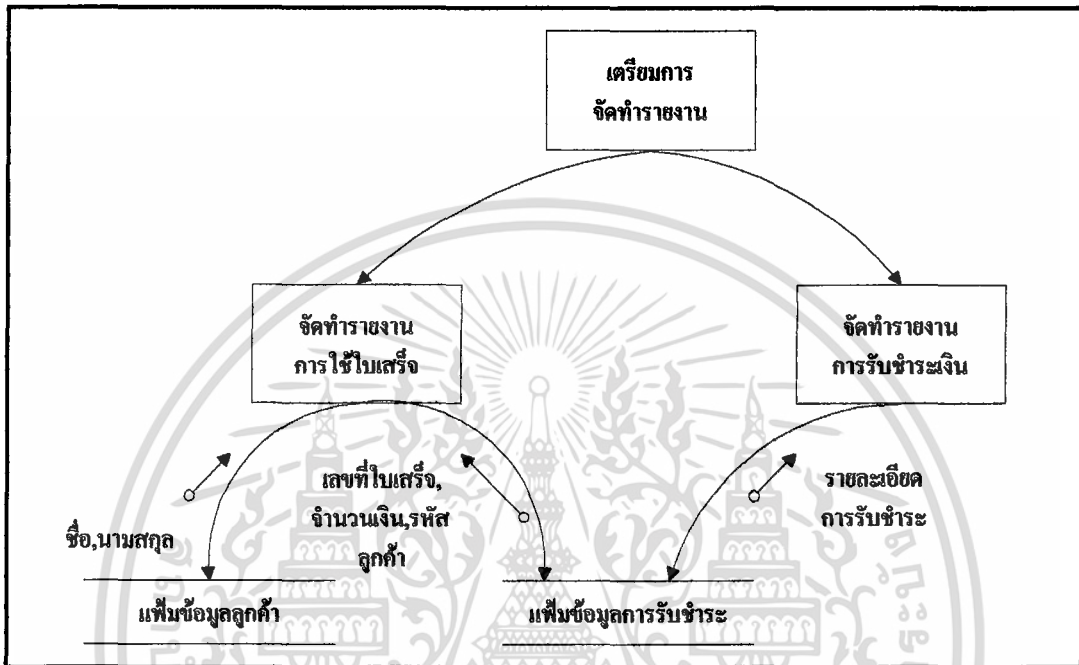 เตรียมการ
จัดทำรายงาน
จัดทำรายงาน
การใช้ใบเสร็จ
จัดทำรายงาน
การรับชำระเงิน
ชื่อ,นามสกุล
เลขที่ใบเสร็จ,
จำนวนเงิน,รหัส
ลูกค้า
รายละเอียด
การรับชำระ
แฟ้มข้อมูลลูกค้า
แฟ้มข้อมูลการรับชำระ